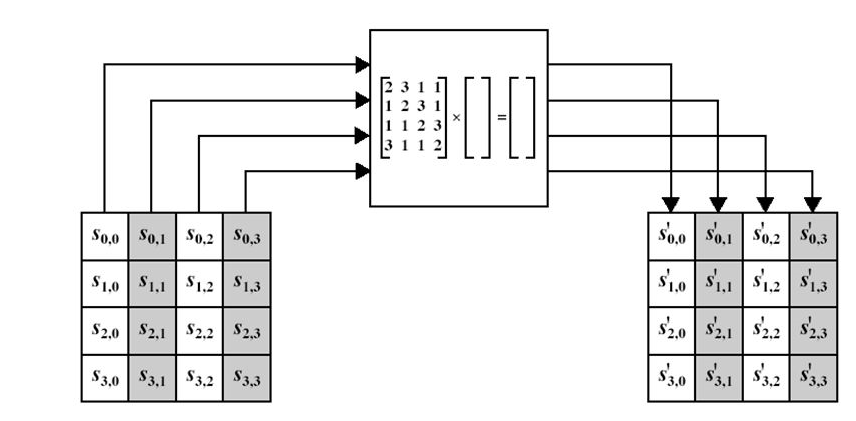 2 3 1 1
1 2 3 1
1 1 2 3
3 1 1 2
× =
s0,0 s0,1 s0,2 s0,3
s1,0 s1,1 s1,2 s1,3
s2,0 s2,1 s2,2 s2,3
s3,0 s3,1 s3,2 s3,3
s'0,0 s'0,1 s'0,2 s'0,3
s'1,0 s'1,1 s'1,2 s'1,3
s'2,0 s'2,1 s'2,2 s'2,3
s'3,0 s'3,1 s'3,2 s'3,3